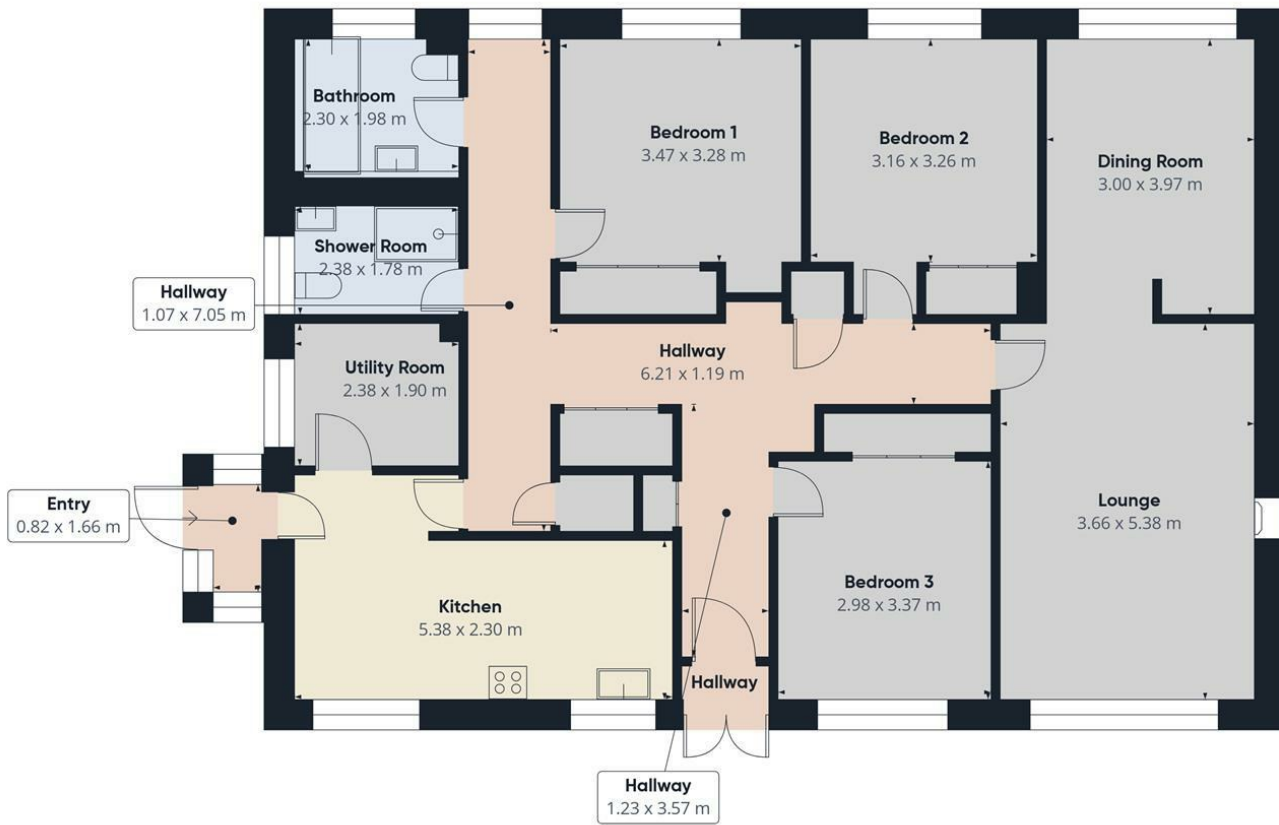 Bathroom
2.30 x 1.98 m
Bedroom 1
3.47 x 3.28 m
Bedroom 2
3.16 x 3.26 m
Dining Room
3.00 x 3.97 m
Shower Room
2.38 x 1.78 m
Hallway
1.07 x 7.05 m
Utility Room
2.38 x 1.90 m
Hallway
6.21 x 1.19 m
Entry
0.82 x 1.66 m
Lounge
3.66 x 5.38 m
Kitchen
5.38 x 2.30 m
Bedroom 3
2.98 x 3.37 m
Hallway
Hallway
1.23 x 3.57 m